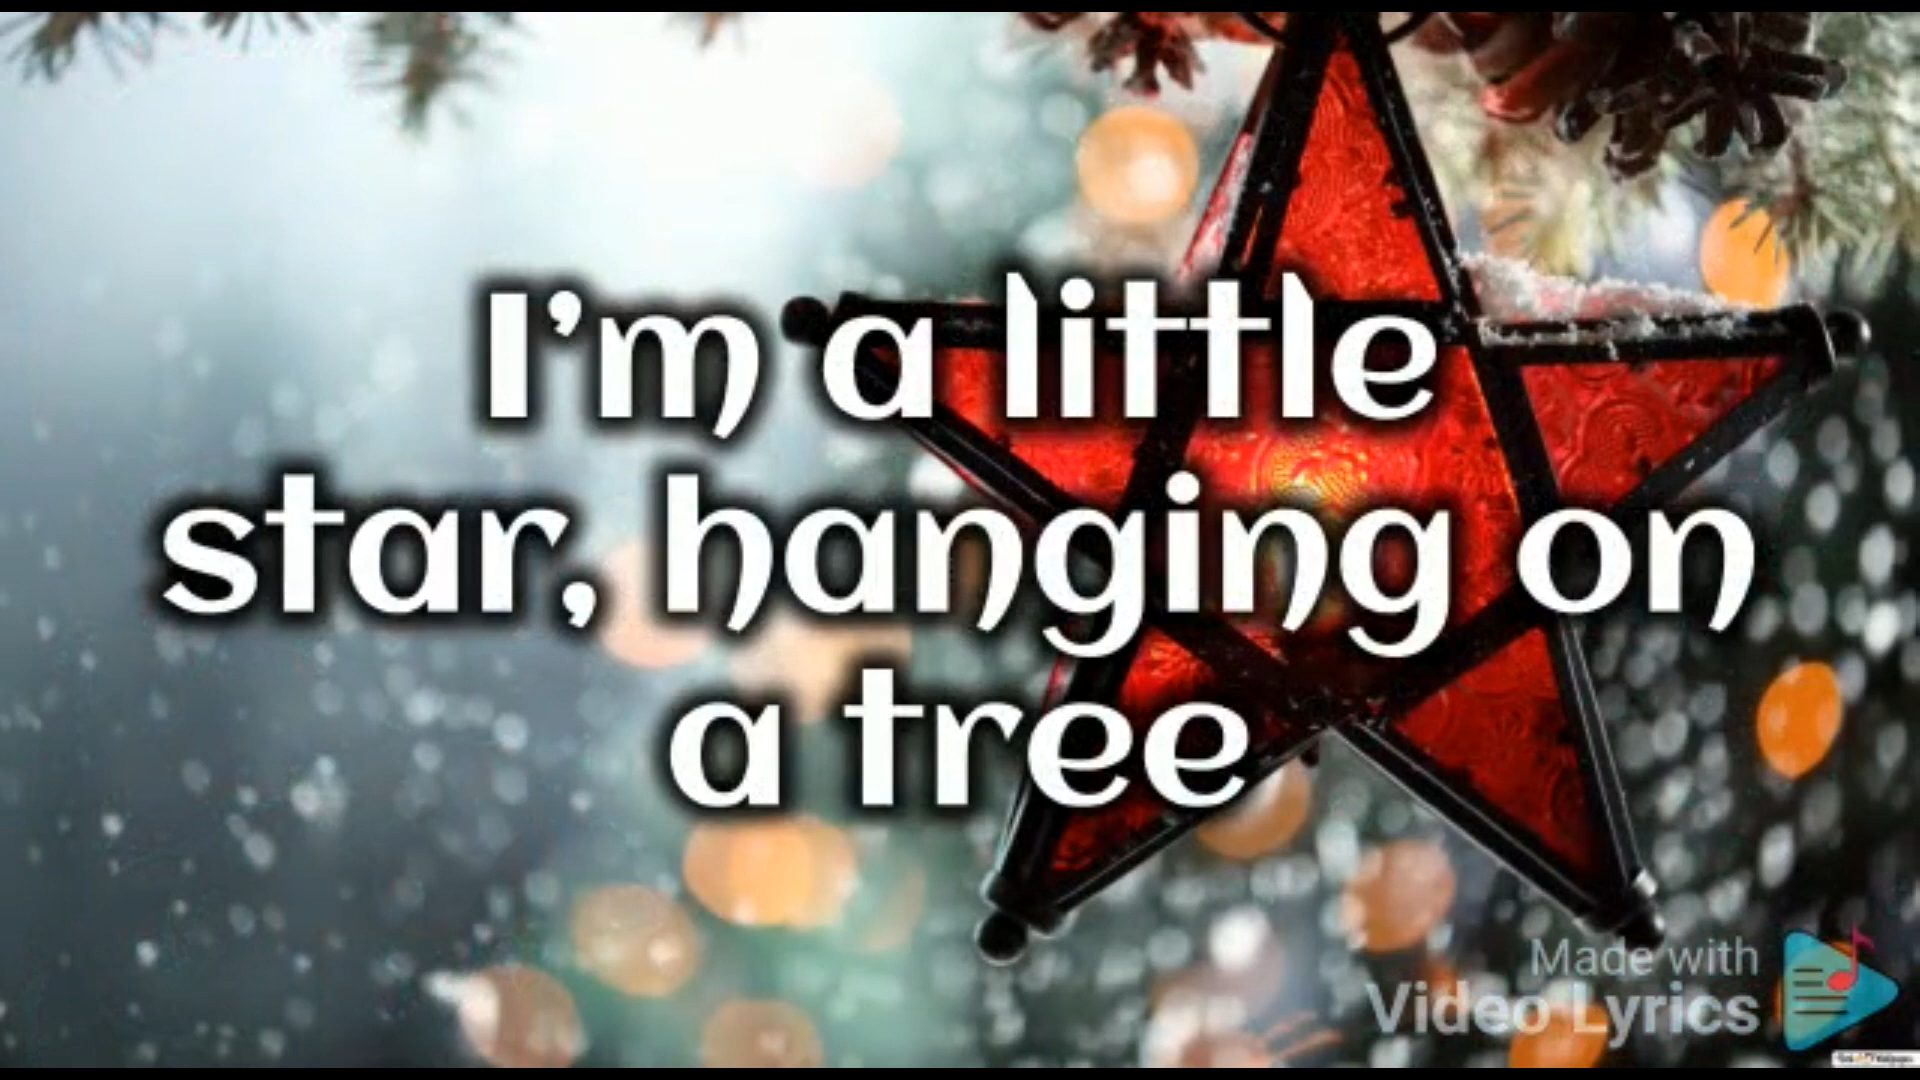 I'm a little
star, hanging on
a tree
Made with
Video Lyrics